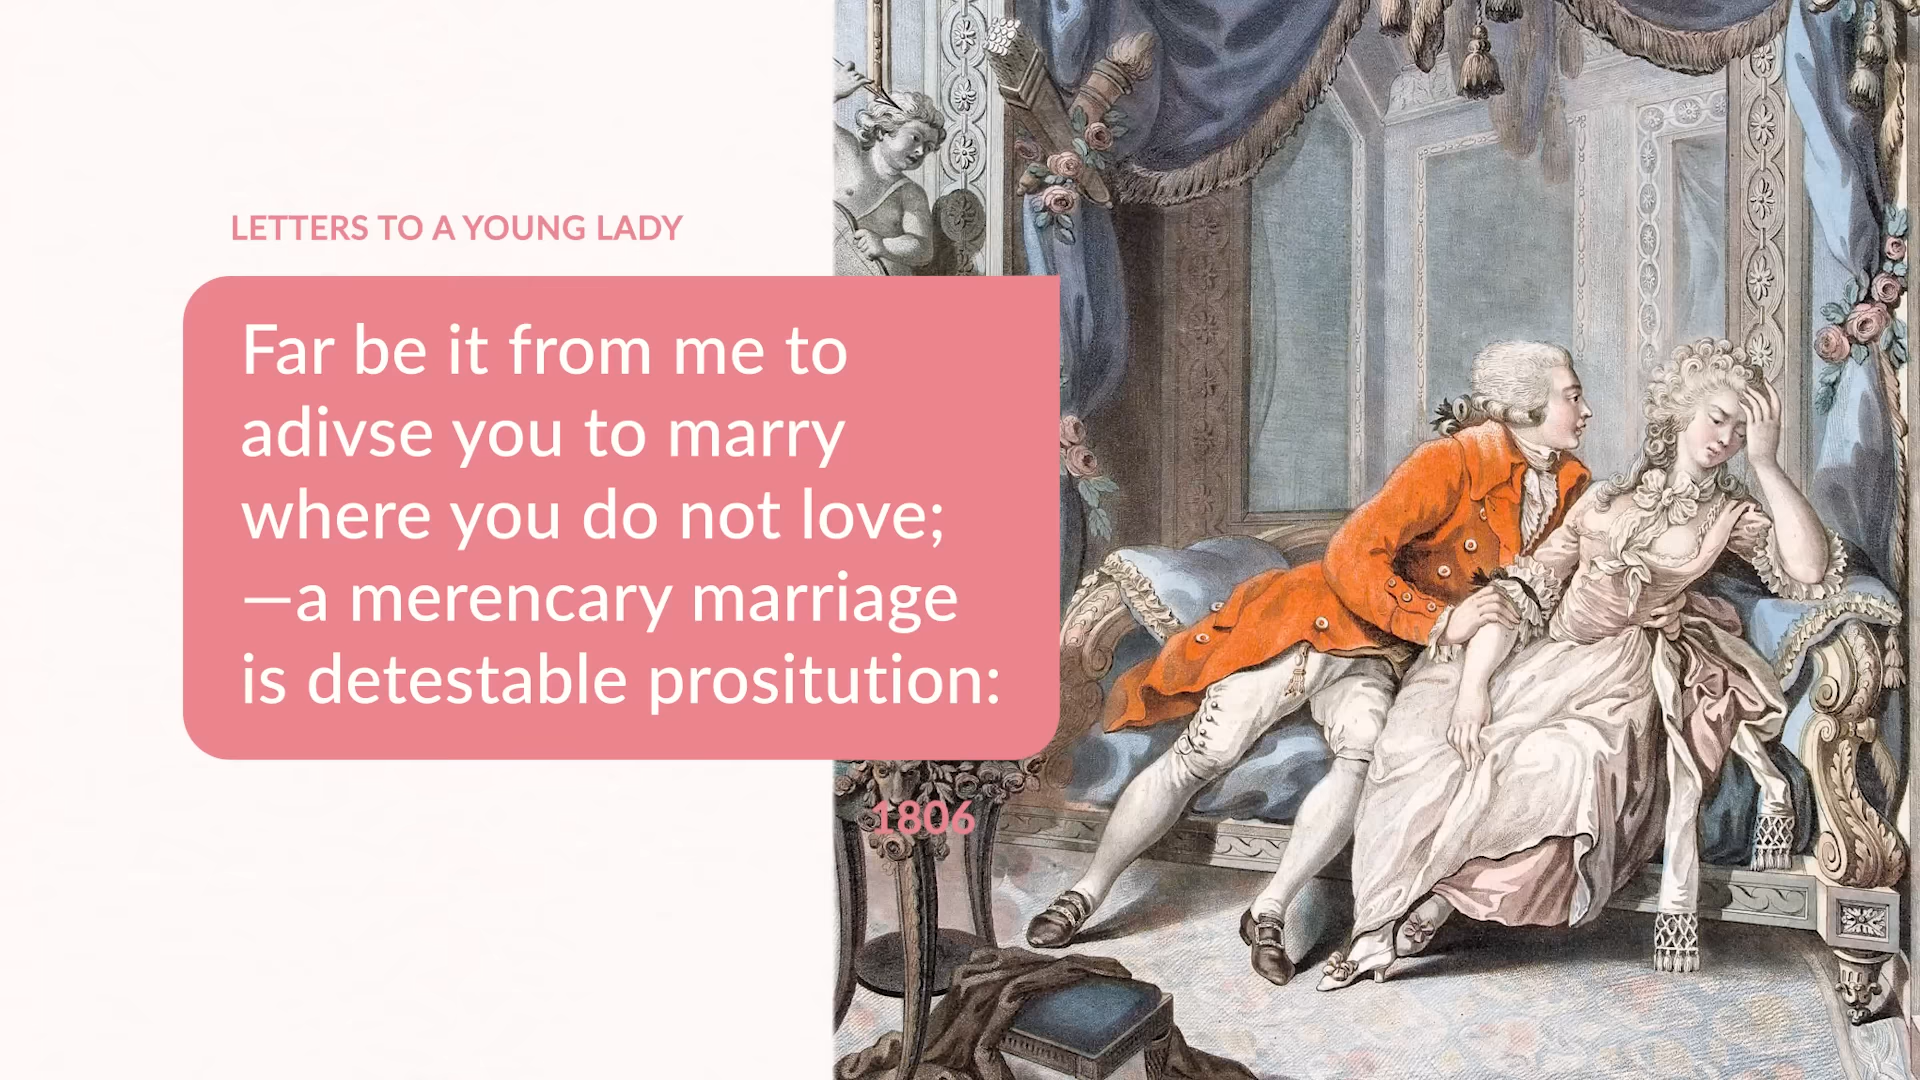 LETTERS TO A YOUNG LADY
Far be it from me to
adivse you to marry
where you do not love;
—a merencary marriage
is detestable prositution:
1806